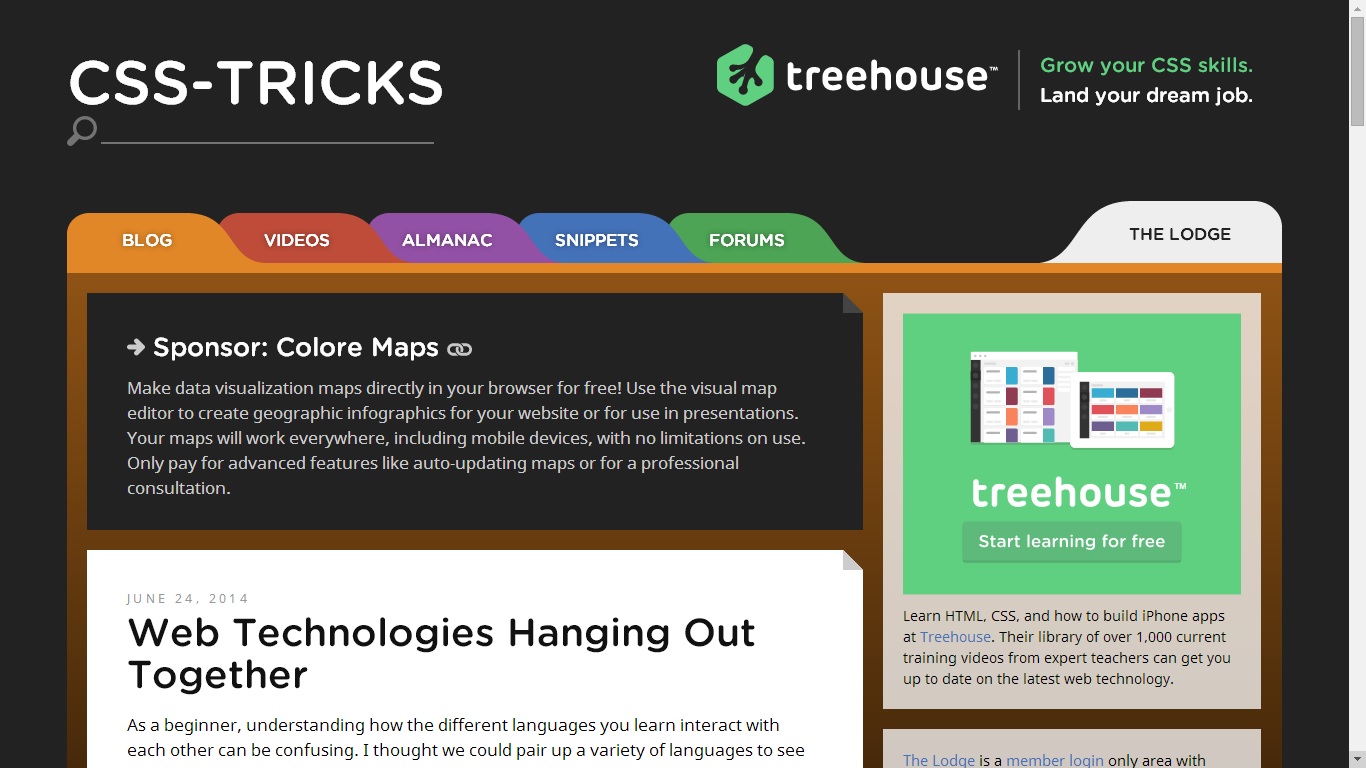 CSS-TRICKS
treehouse™
Grow your CSS skills.
Land your dream job.
BLOG
VIDEOS
ALMANAC
SNIPPETS
FORUMS
THE LODGE
Sponsor: Colore Maps
Make data visualization maps directly in your browser for free! Use the visual map
editor to create geographic infographics for your website or for use in presentations.
Your maps will work everywhere, including mobile devices, with no limitations on use.
Only pay for advanced features like auto-updating maps or for a professional
consultation.
JUNE 24, 2014
Web Technologies Hanging Out
Together
As a beginner, understanding how the different languages you learn interact with
each other can be confusing. I thought we could pair up a variety of languages to see
treehouse™
Start learning for free
Learn HTML, CSS, and how to build iPhone apps
at Treehouse. Their library of over 1,000 current
training videos from expert teachers can get you
up to date on the latest web technology.
The Lodge is a member login only area with